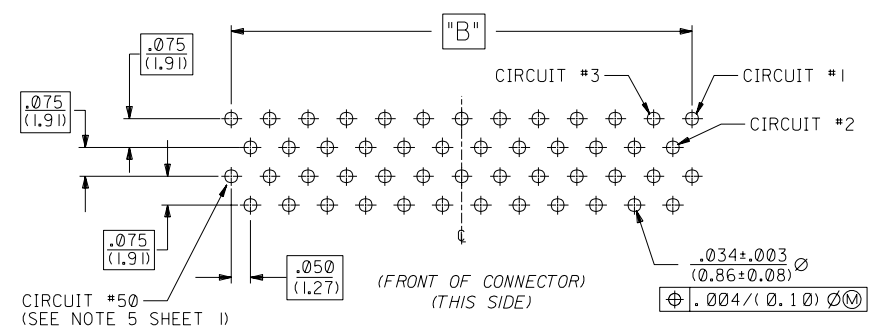 "B"
.075
(1.91)
CIRCUIT #3
CIRCUIT #1
.075
(1.91)
CIRCUIT #2
.075
(1.91)
.050
(1.27)
(FRONT OF CONNECTOR)
(THIS SIDE)
.034±.003
(0.86±0.08) Ø
⌖ .004/(0.10) ØⓂ
CIRCUIT #50
(SEE NOTE 5 SHEET 1)
℄